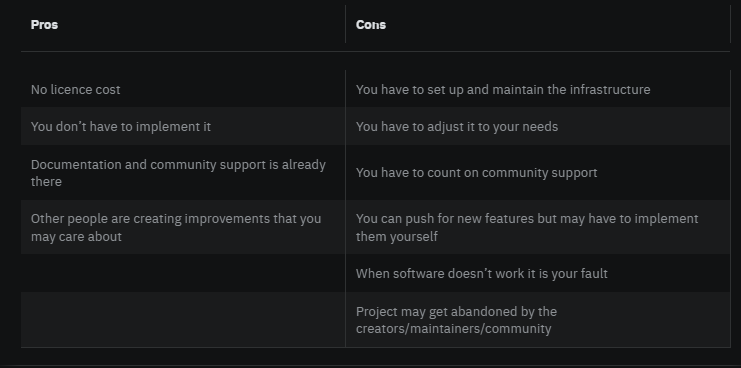 Pros
Cons
No licence cost
You have to set up and maintain the infrastructure
You don’t have to implement it
You have to adjust it to your needs
Documentation and community support is already
there
You have to count on community support
Other people are creating improvements that you
may care about
You can push for new features but may have to implement
them yourself
When software doesn’t work it is your fault
Project may get abandoned by the
creators/maintainers/community